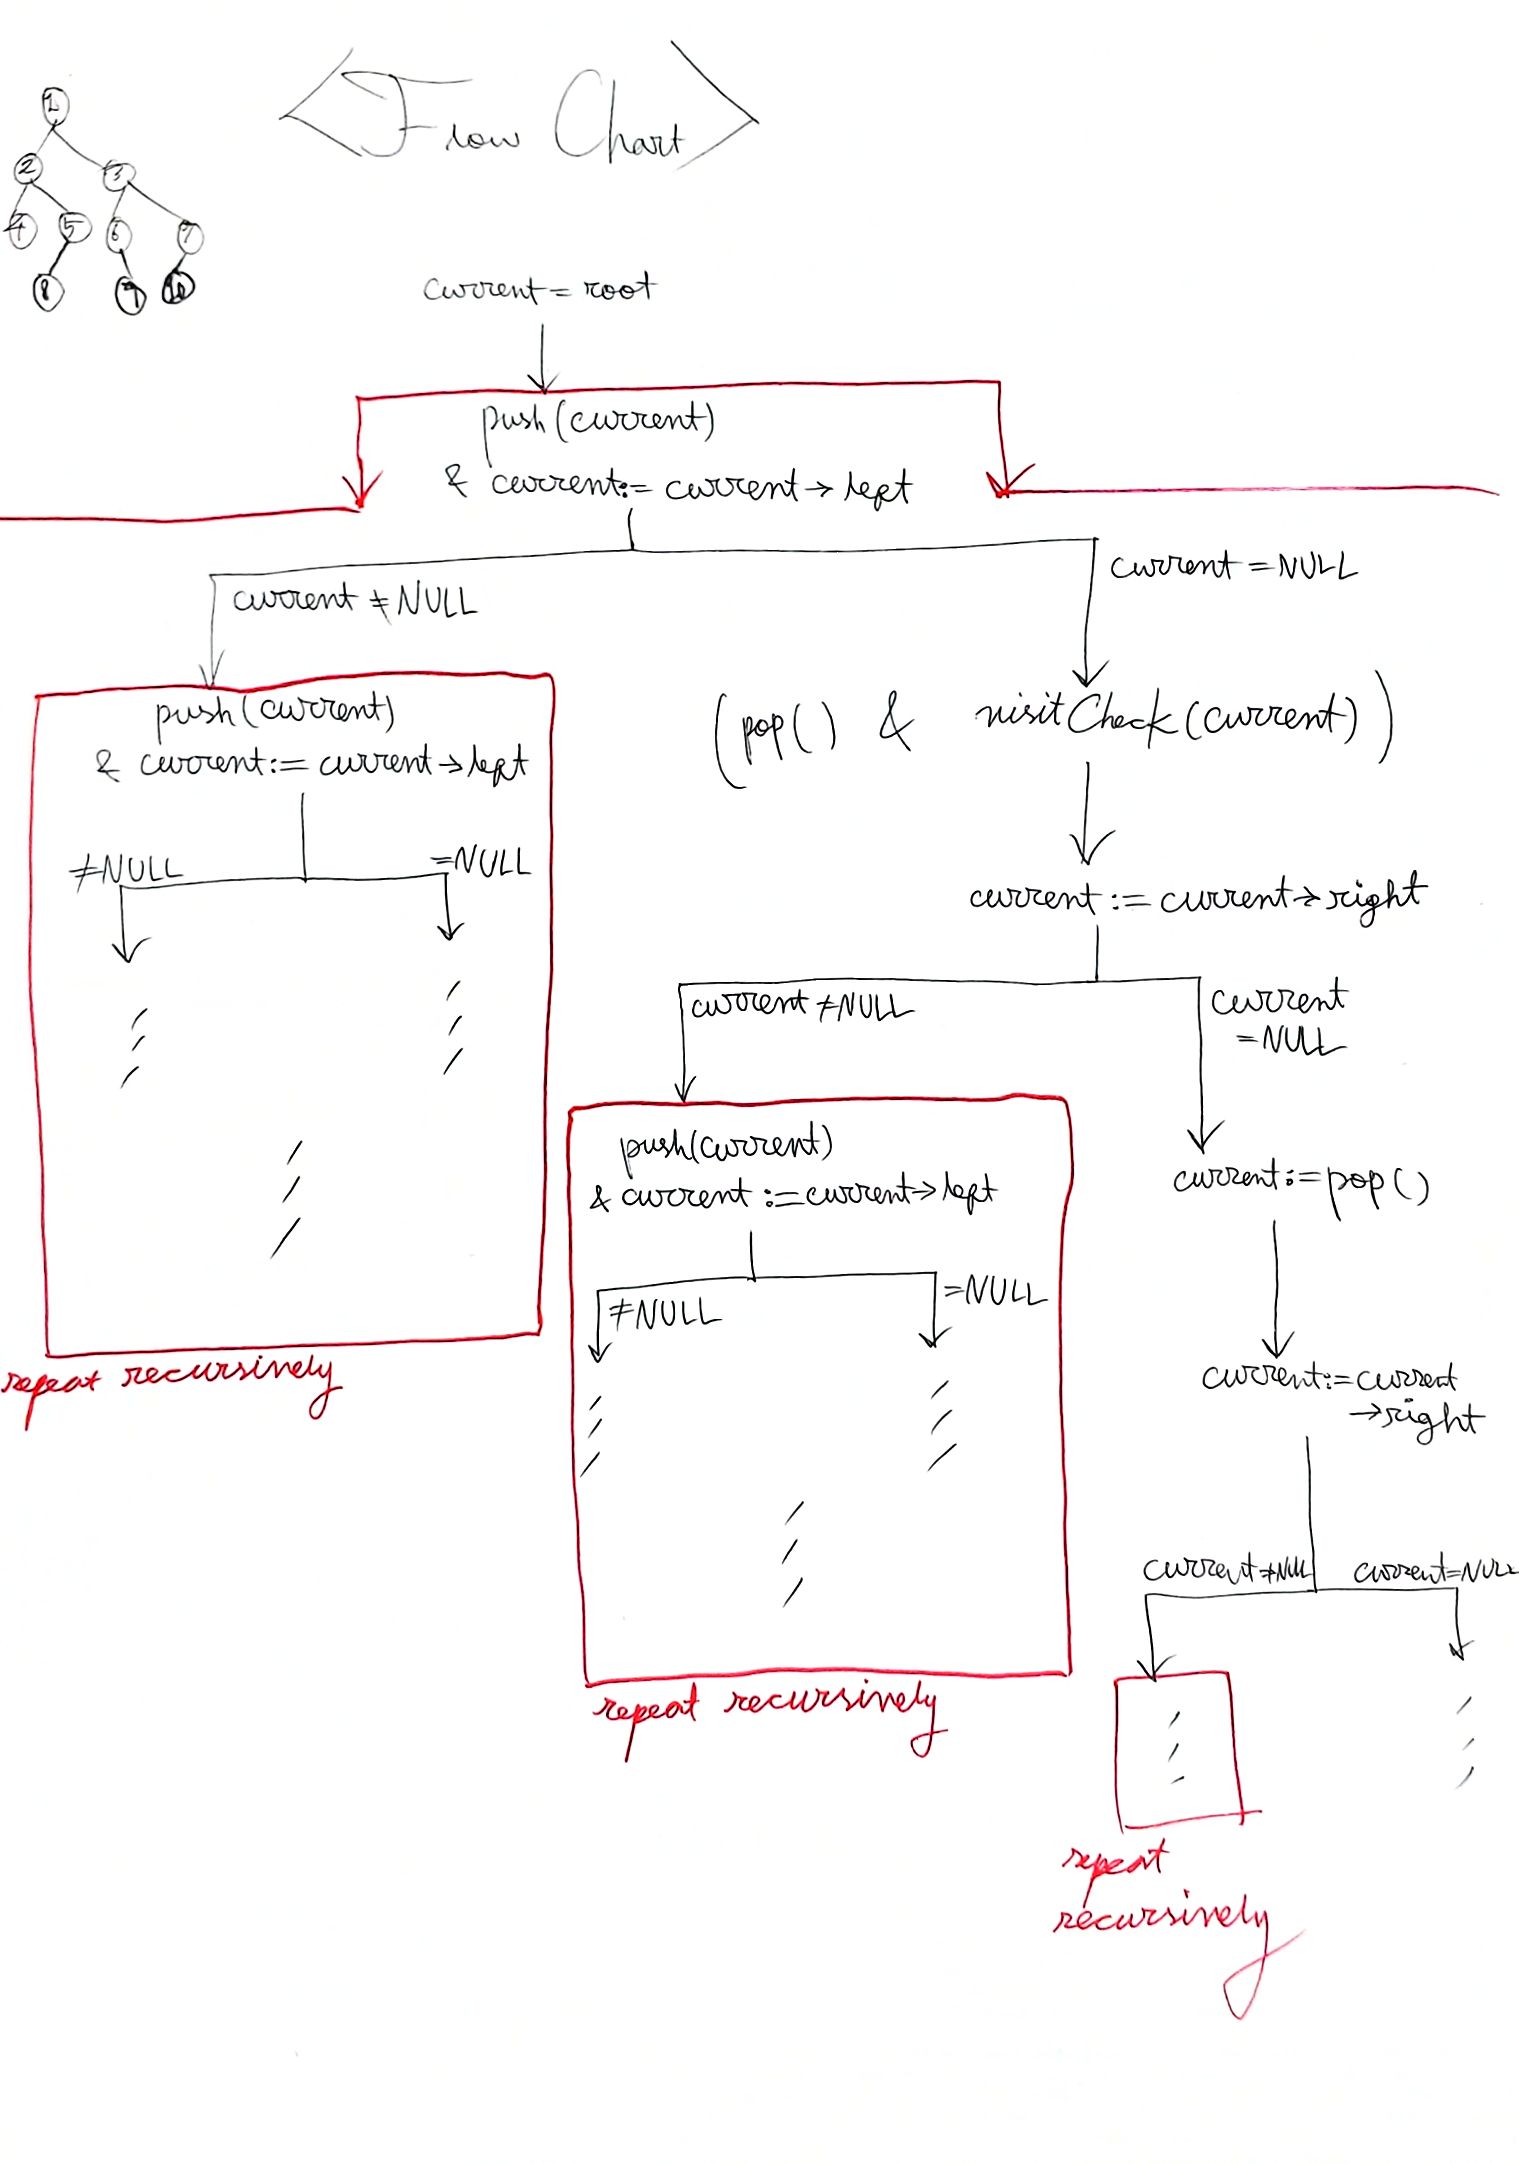 <Flow Chart>
1
2 3
4 5 6 7
8 9 10
current = root
push(current)
& current:= current→left
current ≠NULL
current =NULL
push(current)
& current:= current→left
≠NULL
=NULL
(pop() & visitCheck(current))
current := current→right
current ≠NULL
current
=NULL
push(current)
& current :=current→left
≠NULL
=NULL
current:=pop()
current:=current
→right
current≠NULL
current=NULL
repeat recursively
repeat recursively
repeat
recursively